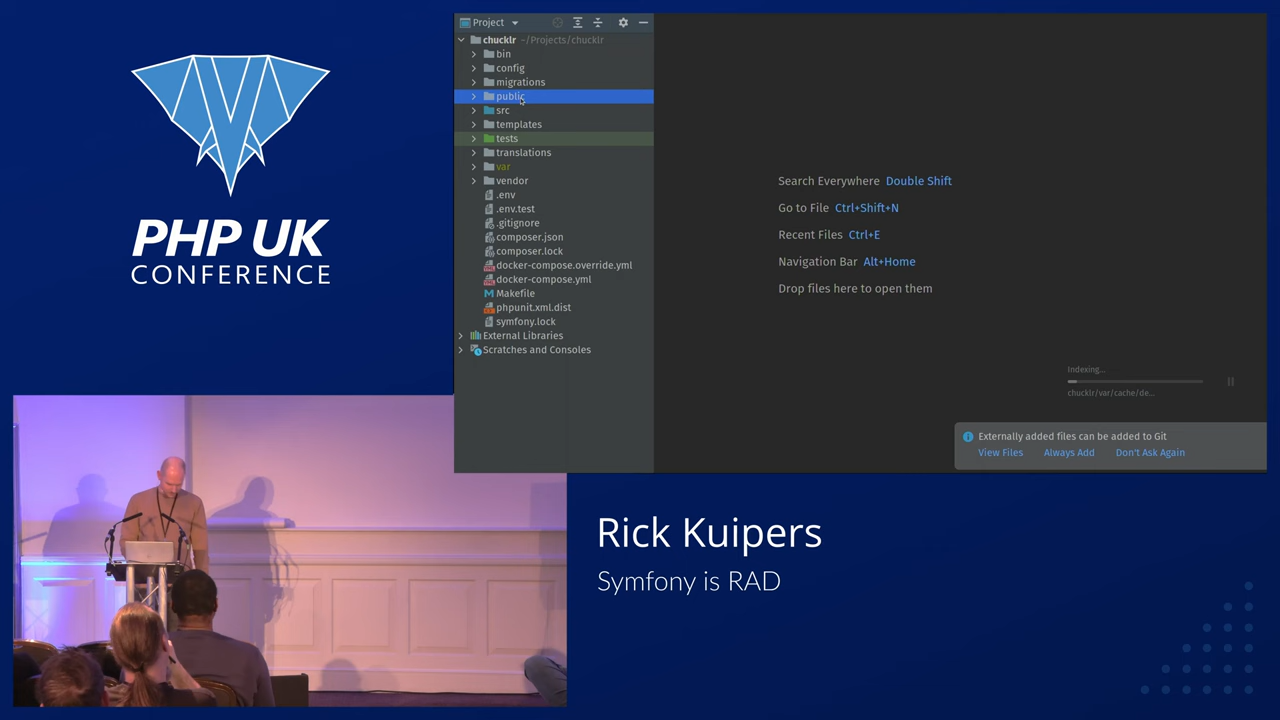 PHP UK
CONFERENCE
Project
chucklr ~/Projects/chucklr
bin
config
migrations
public
src
templates
tests
translations
var
vendor
.env
.env.test
.gitignore
composer.json
composer.lock
docker-compose.override.yml
docker-compose.yml
Makefile
phpunit.xml.dist
symfony.lock
External Libraries
Scratches and Consoles
Search Everywhere Double Shift
Go to File Ctrl+Shift+N
Recent Files Ctrl+E
Navigation Bar Alt+Home
Drop files here to open them
Indexing...
chucklr/var/cache/de...
Externally added files can be added to Git
View Files Always Add Don't Ask Again
Rick Kuipers
Symfony is RAD